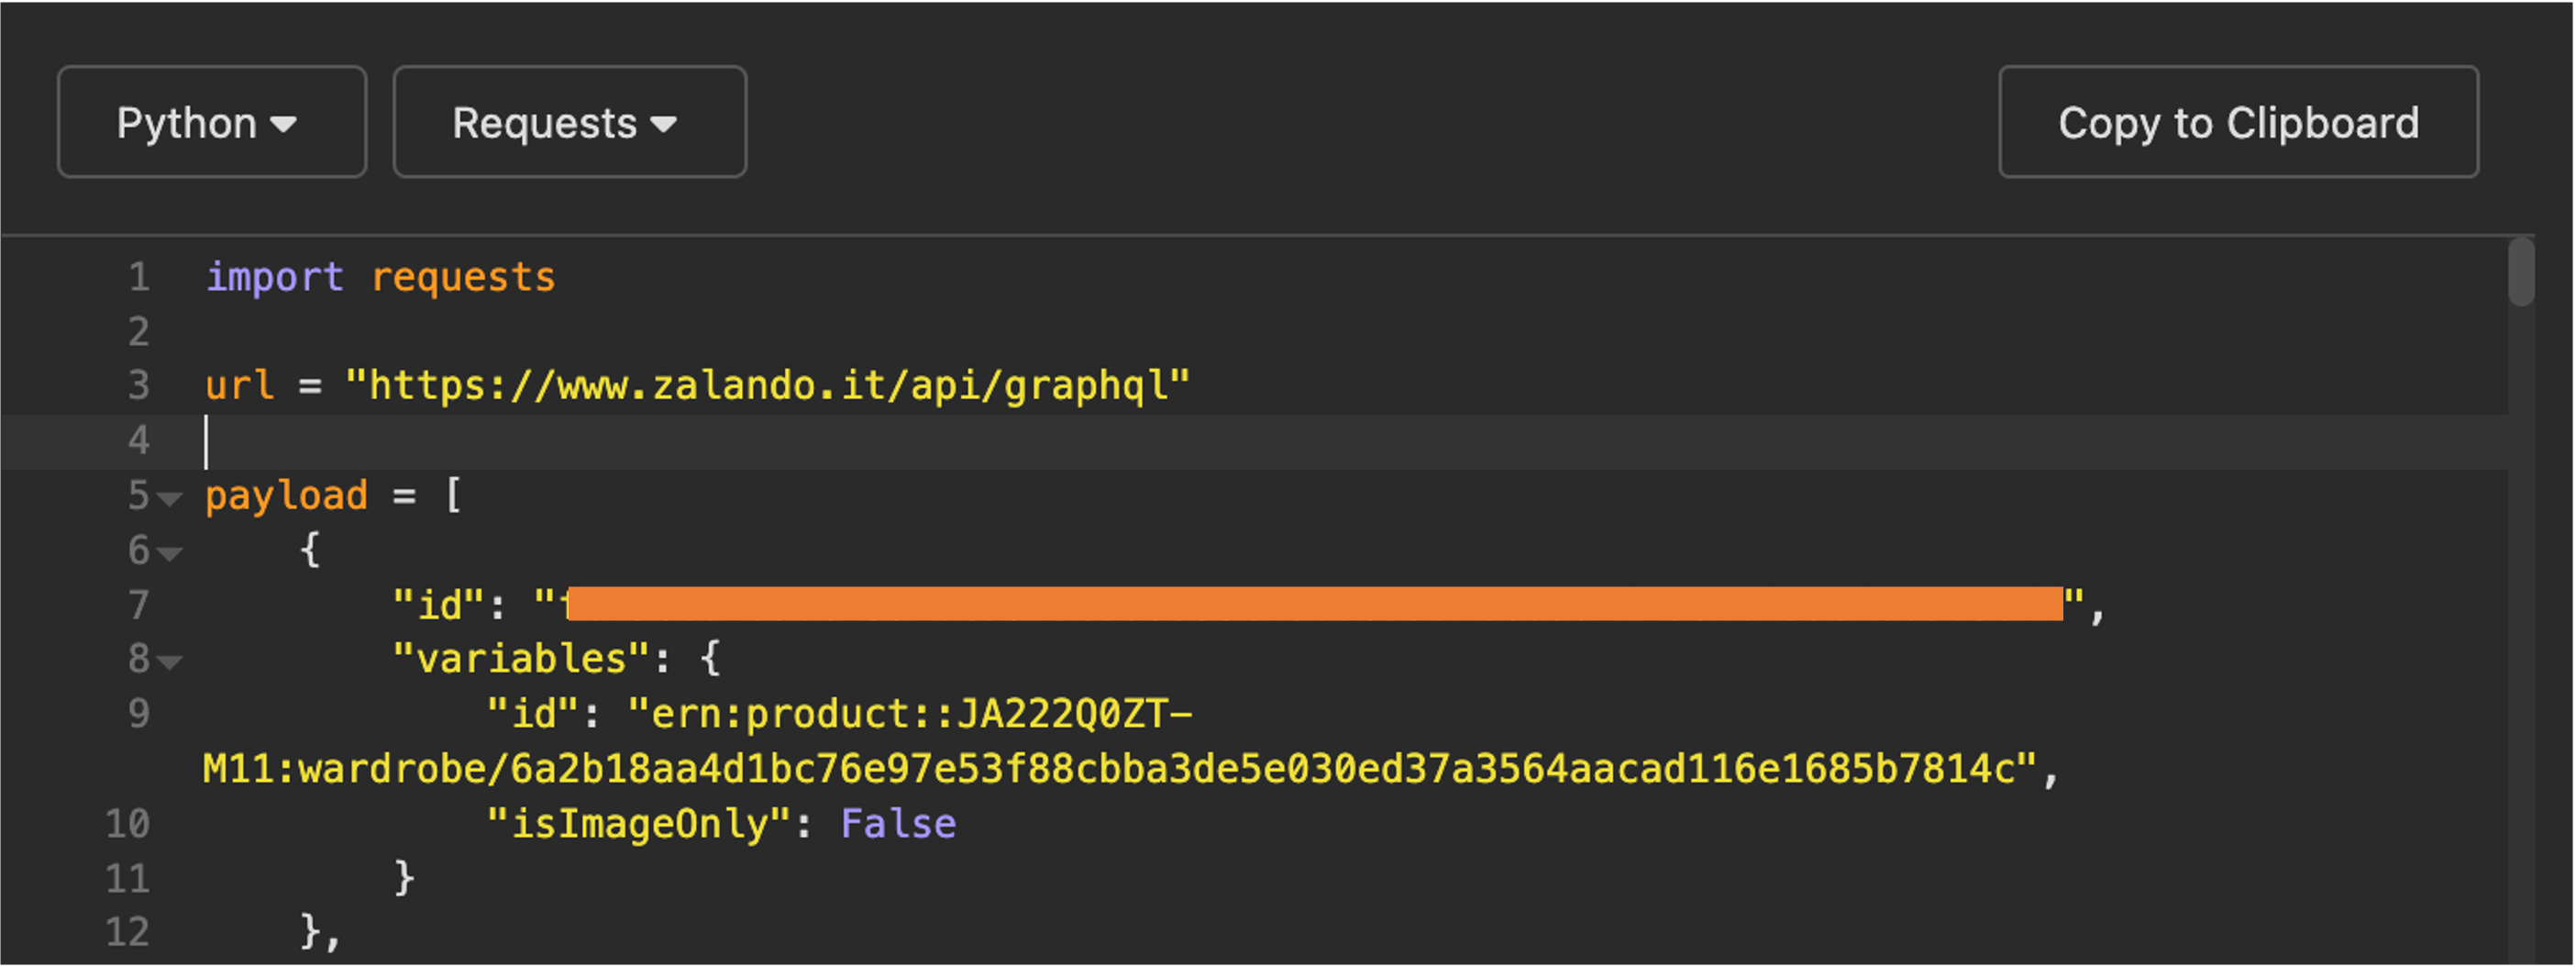 Python Requests Copy to Clipboard
1 import requests
2
3 url = "https://www.zalando.it/api/graphql"
4
5 payload = [
6 {
7 "id": "",
8 "variables": {
9 "id": "ern:product::JA222Q0ZT-
M11:wardrobe/6a2b18aa4d1bc76e97e53f88cbba3de5e030ed37a3564aacad116e1685b7814c",
10 "isImageOnly": False
11 }
12 },